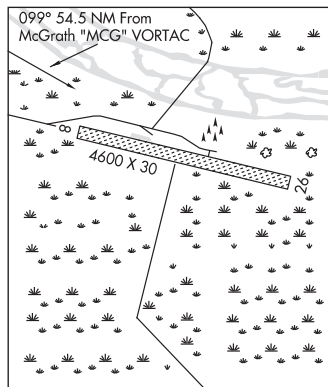 099° 54.5 NM From
McGrath "MCG" VORTAC
8
4600 X 30
26